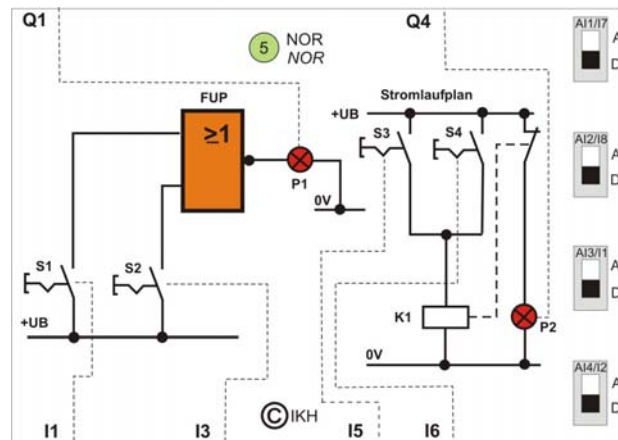 Q1
Q4
5
NOR
NOR
AI1/I7
A
D
FUP
≥1
Stromlaufplan
+UB
S3
S4
AI2/I8
A
D
P1
0V
S1
S2
AI3/I1
A
D
K1
P2
+UB
0V
AI4/I2
A
D
I1
I3
© IKH
I5
I6